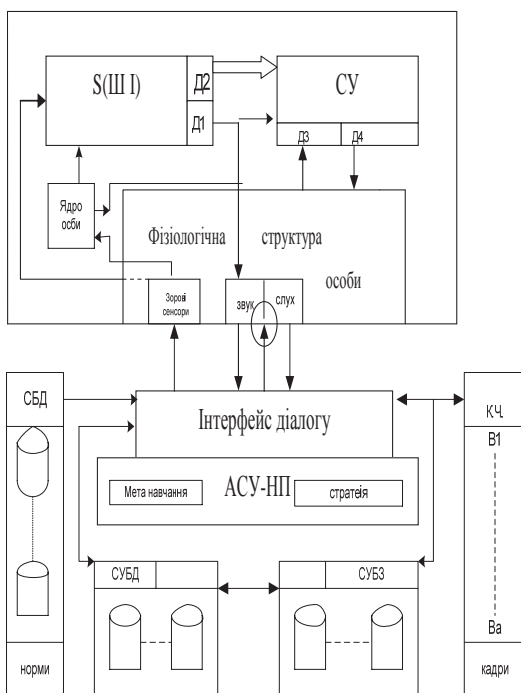 S(Ш І)
Д2
Д1
СУ
Д3
Д4
Ядро
осби
Фізіологічна структура
особи
Зорові
сенсори
звук
слух
СБД
Інтерфейс діалогу
КЧ.
В1
АСУ-НП
Мета навчання
стратегія
СУБД
СУБЗ
Ва
норми
кадри